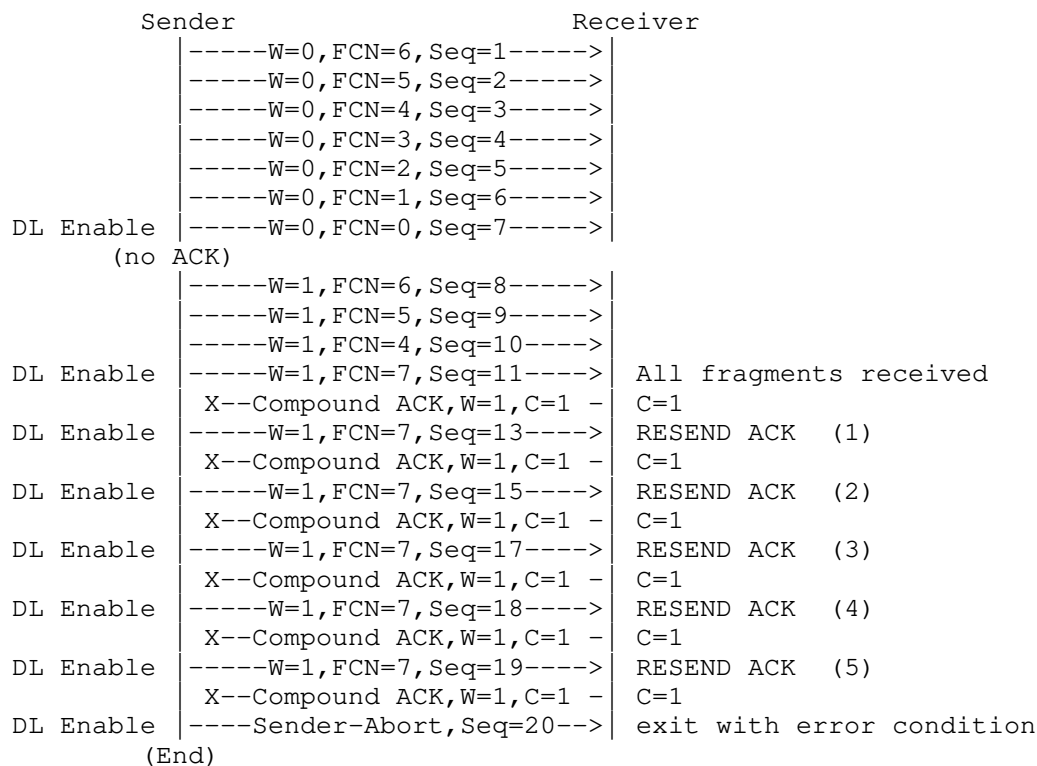 Sender                       Receiver
           |-----W=0,FCN=6,Seq=1----->|
           |-----W=0,FCN=5,Seq=2----->|
           |-----W=0,FCN=4,Seq=3----->|
           |-----W=0,FCN=3,Seq=4----->|
           |-----W=0,FCN=2,Seq=5----->|
           |-----W=0,FCN=1,Seq=6----->|
DL Enable  |-----W=0,FCN=0,Seq=7----->|
       (no ACK)
           |-----W=1,FCN=6,Seq=8----->|
           |-----W=1,FCN=5,Seq=9----->|
           |-----W=1,FCN=4,Seq=10---->|
DL Enable  |-----W=1,FCN=7,Seq=11---->| All fragments received
            X--Compound ACK,W=1,C=1 -| C=1
DL Enable  |-----W=1,FCN=7,Seq=13---->| RESEND ACK  (1)
            X--Compound ACK,W=1,C=1 -| C=1
DL Enable  |-----W=1,FCN=7,Seq=15---->| RESEND ACK  (2)
            X--Compound ACK,W=1,C=1 -| C=1
DL Enable  |-----W=1,FCN=7,Seq=17---->| RESEND ACK  (3)
            X--Compound ACK,W=1,C=1 -| C=1
DL Enable  |-----W=1,FCN=7,Seq=18---->| RESEND ACK  (4)
            X--Compound ACK,W=1,C=1 -| C=1
DL Enable  |-----W=1,FCN=7,Seq=19---->| RESEND ACK  (5)
            X--Compound ACK,W=1,C=1 -| C=1
DL Enable  |----Sender-Abort,Seq=20-->| exit with error condition
         (End)